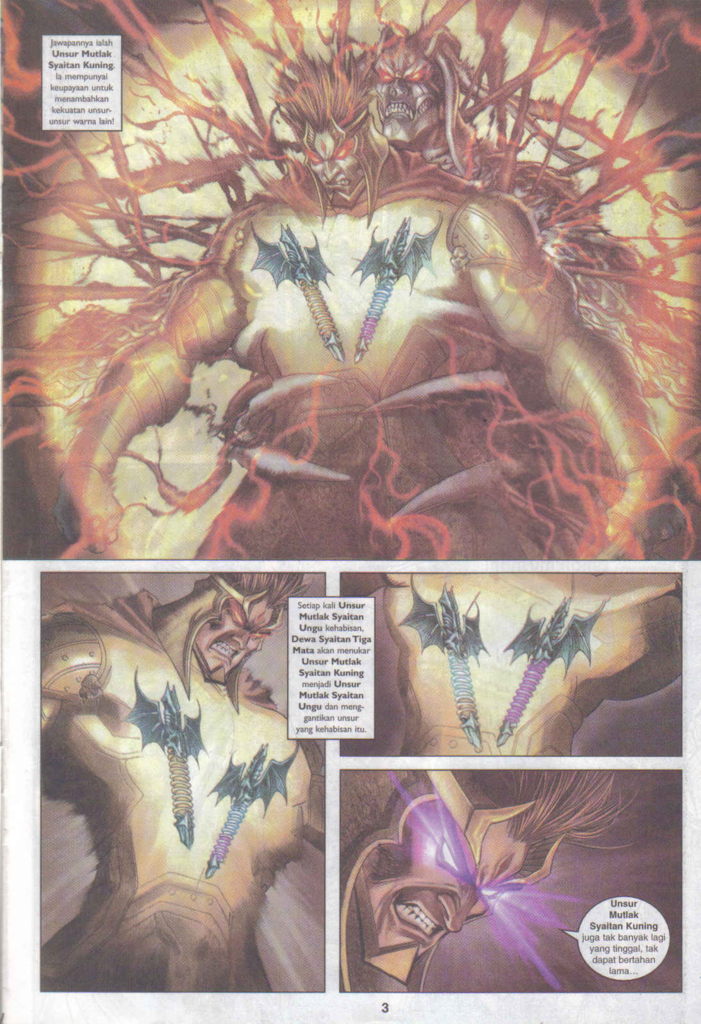 Jawapannya ialah
Unsur Mutlak
Syaitan Kuning.
Ia mempunyai
keupayaan untuk
menambahkan
kekuatan unsur-
unsur warna lain!
Setiap kali Unsur
Mutlak Syaitan
Ungu kehabisan,
Dewa Syaitan Tiga
Mata akan menukar
Unsur Mutlak
Syaitan Kuning
menjadi Unsur
Mutlak Syaitan
Ungu dan meng-
gantikan unsur
yang kehabisan itu.
Unsur
Mutlak
Syaitan Kuning
juga tak banyak lagi
yang tinggal, tak
dapat bertahan
lama...
3